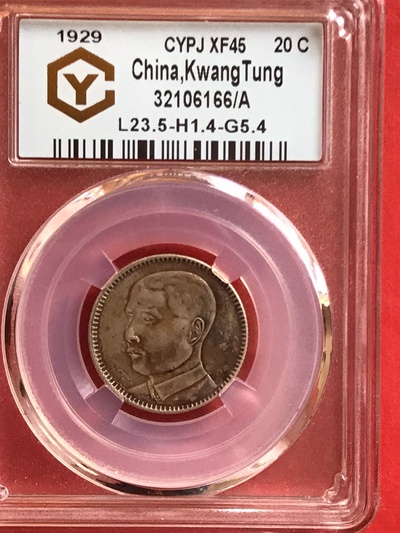 1929 CYPJ XF45 20 C
China,KwangTung
32106166/A
L23.5-H1.4-G5.4